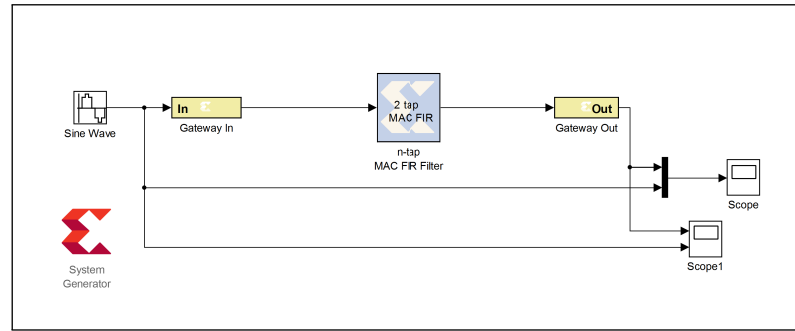 2 tap
MAC FIR
In
Out
Sine Wave
Gateway In
Gateway Out
n-tap
MAC FIR Filter
Scope
System
Generator
Scope1